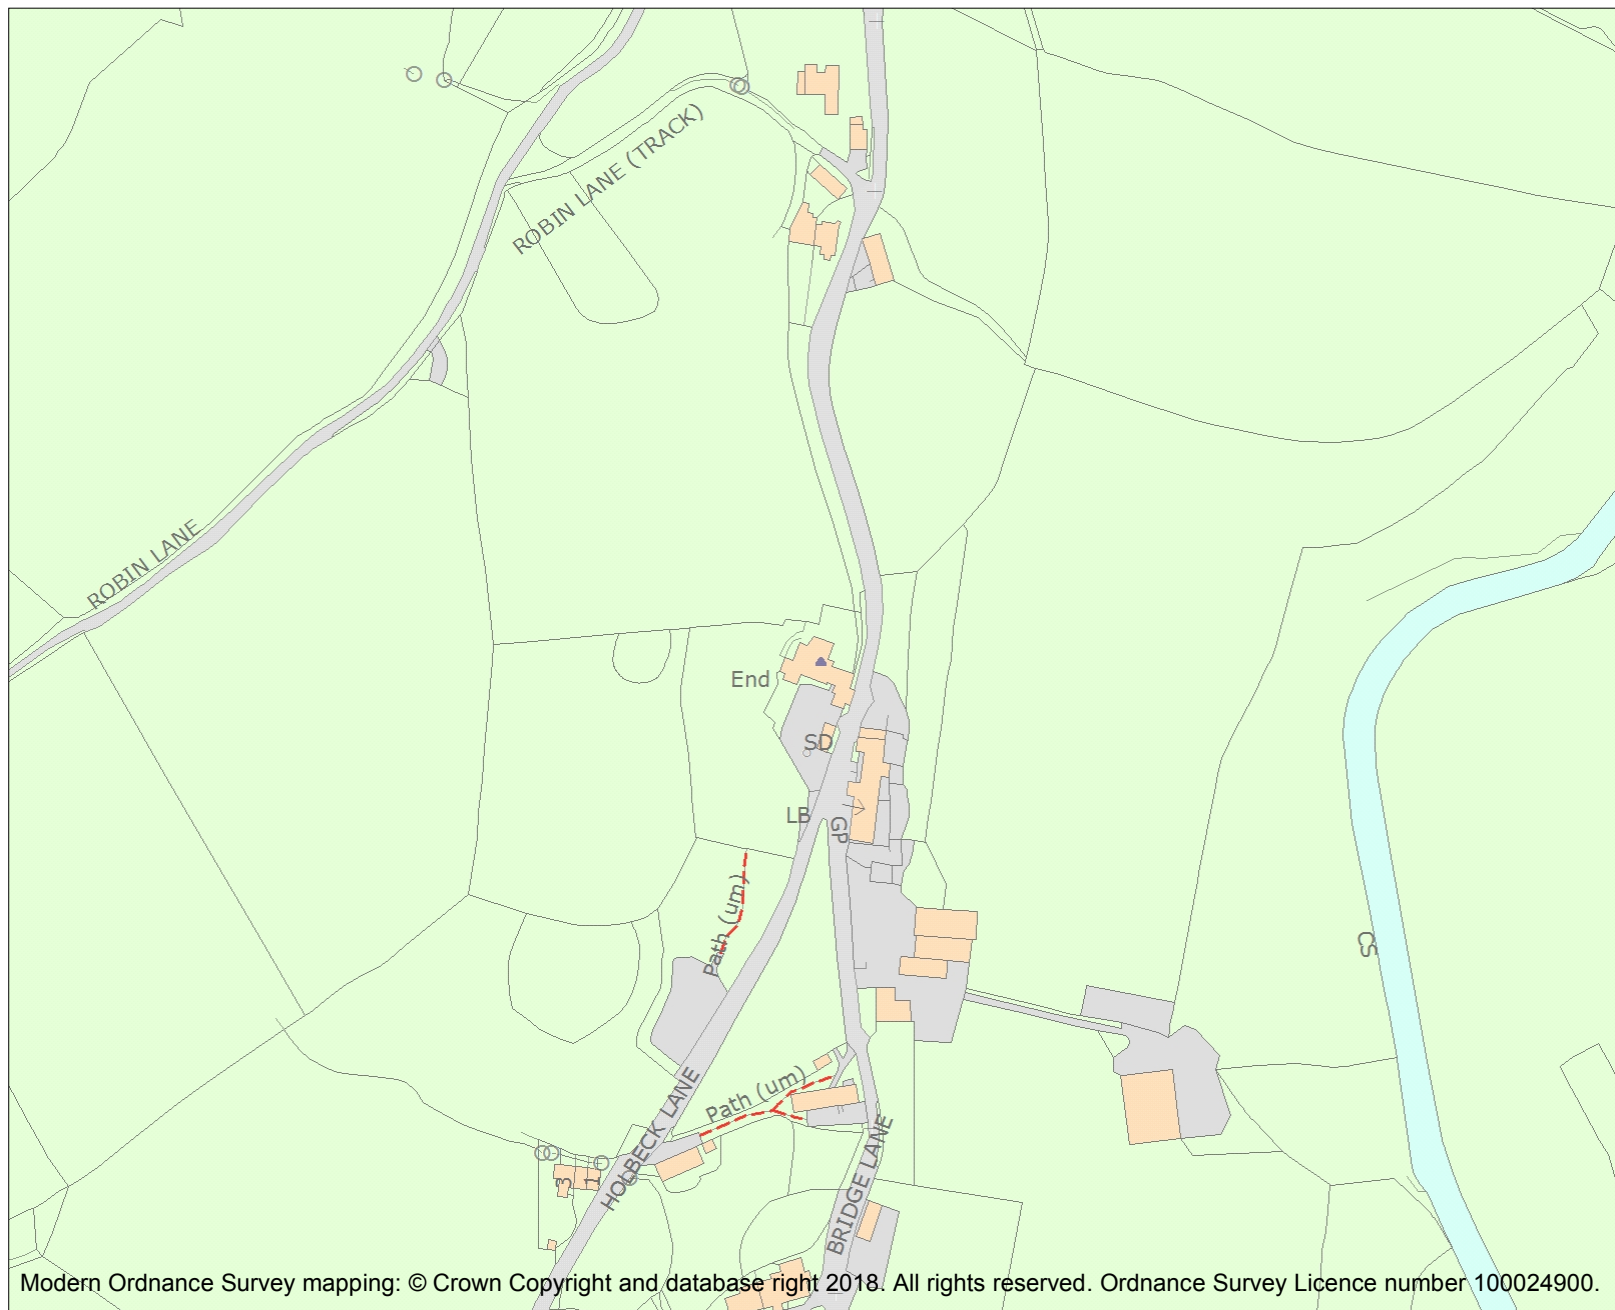 ROBIN LANE (TRACK)
ROBIN LANE
End
SD
LB
GP
Path (um)
CS
Path (um)
HOLBECK LANE
3
1
BRIDGE LANE
Modern Ordnance Survey mapping: © Crown Copyright and database right 2018. All rights reserved. Ordnance Survey Licence number 100024900.